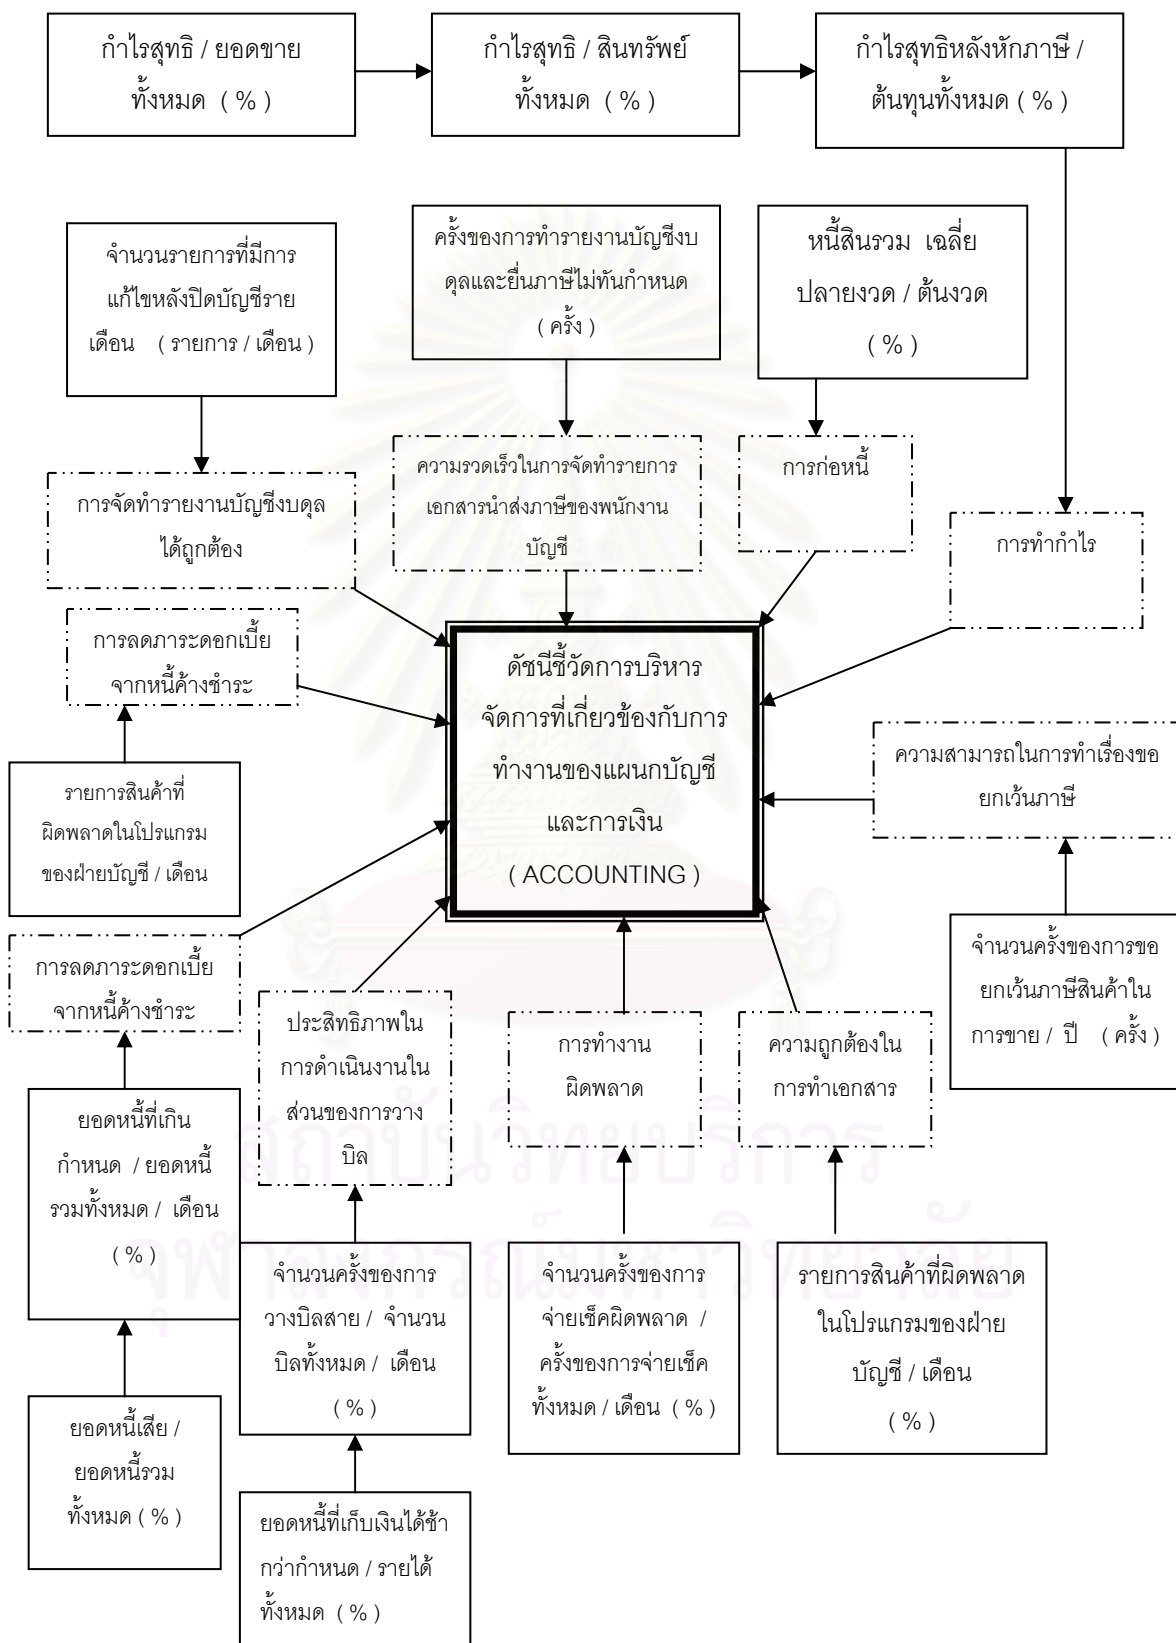 กำไรสุทธิ / ยอดขาย
ทั้งหมด ( % )
กำไรสุทธิ / สินทรัพย์
ทั้งหมด ( % )
กำไรสุทธิหลังหักภาษี /
ต้นทุนทั้งหมด ( % )
จำนวนรายการที่มีการ
แก้ไขหลังปิดบัญชีราย
เดือน ( รายการ / เดือน )
ครั้งของการทำรายงานบัญชีงบ
ดุลและยื่นภาษีไม่ทันกำหนด
( ครั้ง )
หนี้สินรวม เฉลี่ย
ปลายงวด / ต้นงวด
( % )
การจัดทำรายงานบัญชีงบดุล
ได้ถูกต้อง
ความรวดเร็วในการจัดทำรายการ
เอกสารนำส่งภาษีของพนักงาน
บัญชี
การก่อหนี้
การทำกำไร
การลดภาระดอกเบี้ย
จากหนี้ค้างชำระ
ดัชนีชี้วัดการบริหาร
จัดการที่เกี่ยวข้องกับการ
ทำงานของแผนกบัญชี
และการเงิน
( ACCOUNTING )
ความสามารถในการทำเรื่องขอ
ยกเว้นภาษี
รายการสินค้าที่
ผิดพลาดในโปรแกรม
ของฝ่ายบัญชี / เดือน
การลดภาระดอกเบี้ย
จากหนี้ค้างชำระ
จำนวนครั้งของการขอ
ยกเว้นภาษีสินค้าใน
การขาย / ปี ( ครั้ง )
ประสิทธิภาพใน
การดำเนินงานใน
ส่วนของการวาง
บิล
การทำงาน
ผิดพลาด
ความถูกต้องใน
การทำเอกสาร
ยอดหนี้ที่เกิน
กำหนด / ยอดหนี้
รวมทั้งหมด / เดือน
( % )
สถาบันวิทยบริการ
จุฬาลงกรณ์มหาวิทยาลัย
จำนวนครั้งของการ
วางบิลสาย / จำนวน
บิลทั้งหมด / เดือน
( % )
จำนวนครั้งของการ
จ่ายเช็คผิดพลาด /
ครั้งของการจ่ายเช็ค
ทั้งหมด / เดือน ( % )
รายการสินค้าที่ผิดพลาด
ในโปรแกรมของฝ่าย
บัญชี / เดือน
( % )
ยอดหนี้เสีย /
ยอดหนี้รวม
ทั้งหมด ( % )
ยอดหนี้ที่เก็บเงินได้ช้า
กว่ากำหนด / รายได้
ทั้งหมด ( % )